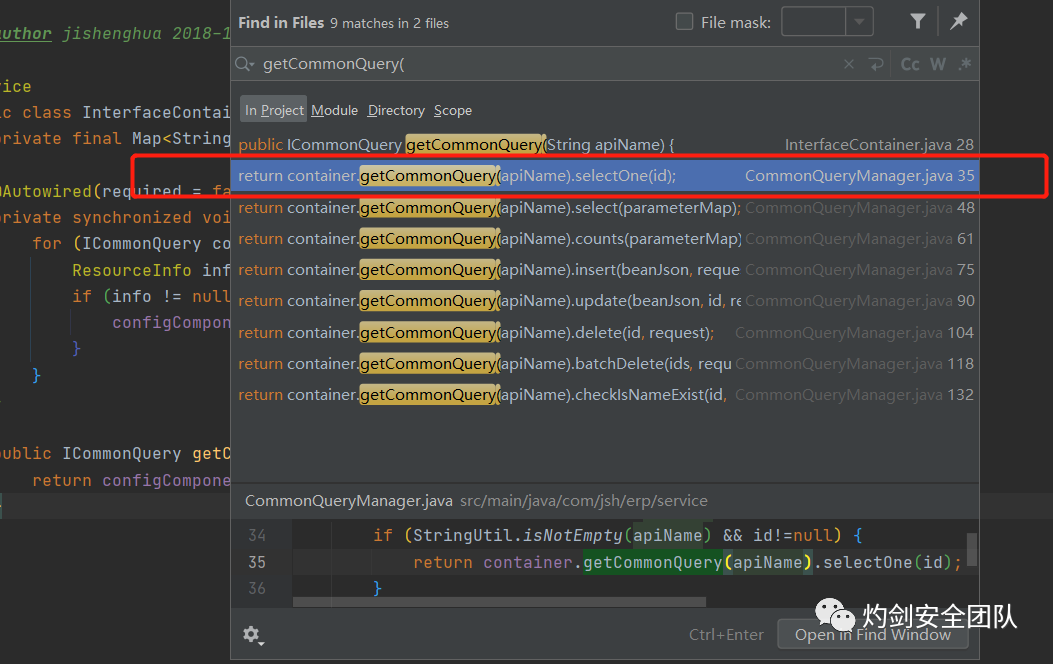 author jishenghua 2018-1
Find in Files 9 matches in 2 files
File mask:
getCommonQuery(
Cc W .*
In Project Module Directory Scope
public ICommonQuery getCommonQuery(String apiName) { InterfaceContainer.java 28
return container.getCommonQuery(apiName).selectOne(id); CommonQueryManager.java 35
return container.getCommonQuery(apiName).select(parameterMap); CommonQueryManager.java 48
return container.getCommonQuery(apiName).counts(parameterMap) CommonQueryManager.java 61
return container.getCommonQuery(apiName).insert(beanJson, reque CommonQueryManager.java 75
return container.getCommonQuery(apiName).update(beanJson, id, re CommonQueryManager.java 90
return container.getCommonQuery(apiName).delete(id, request); CommonQueryManager.java 104
return container.getCommonQuery(apiName).batchDelete(ids, requ CommonQueryManager.java 118
return container.getCommonQuery(apiName).checkIsNameExist(id, CommonQueryManager.java 132
vice
ic class InterfaceContai
private final Map<String
@Autowired(required = fa
private synchronized voi
for (ICommonQuery co
ResourceInfo inf
if (info != null
configCompon
}
}
public ICommonQuery getC
return configCompone
CommonQueryManager.java src/main/java/com/jsh/erp/service
34 if (StringUtil.isNotEmpty(apiName) && id!=null) {
35 return container.getCommonQuery(apiName).selectOne(id);
36 }
Ctrl+Enter Open in Find Window
灼剑安全团队